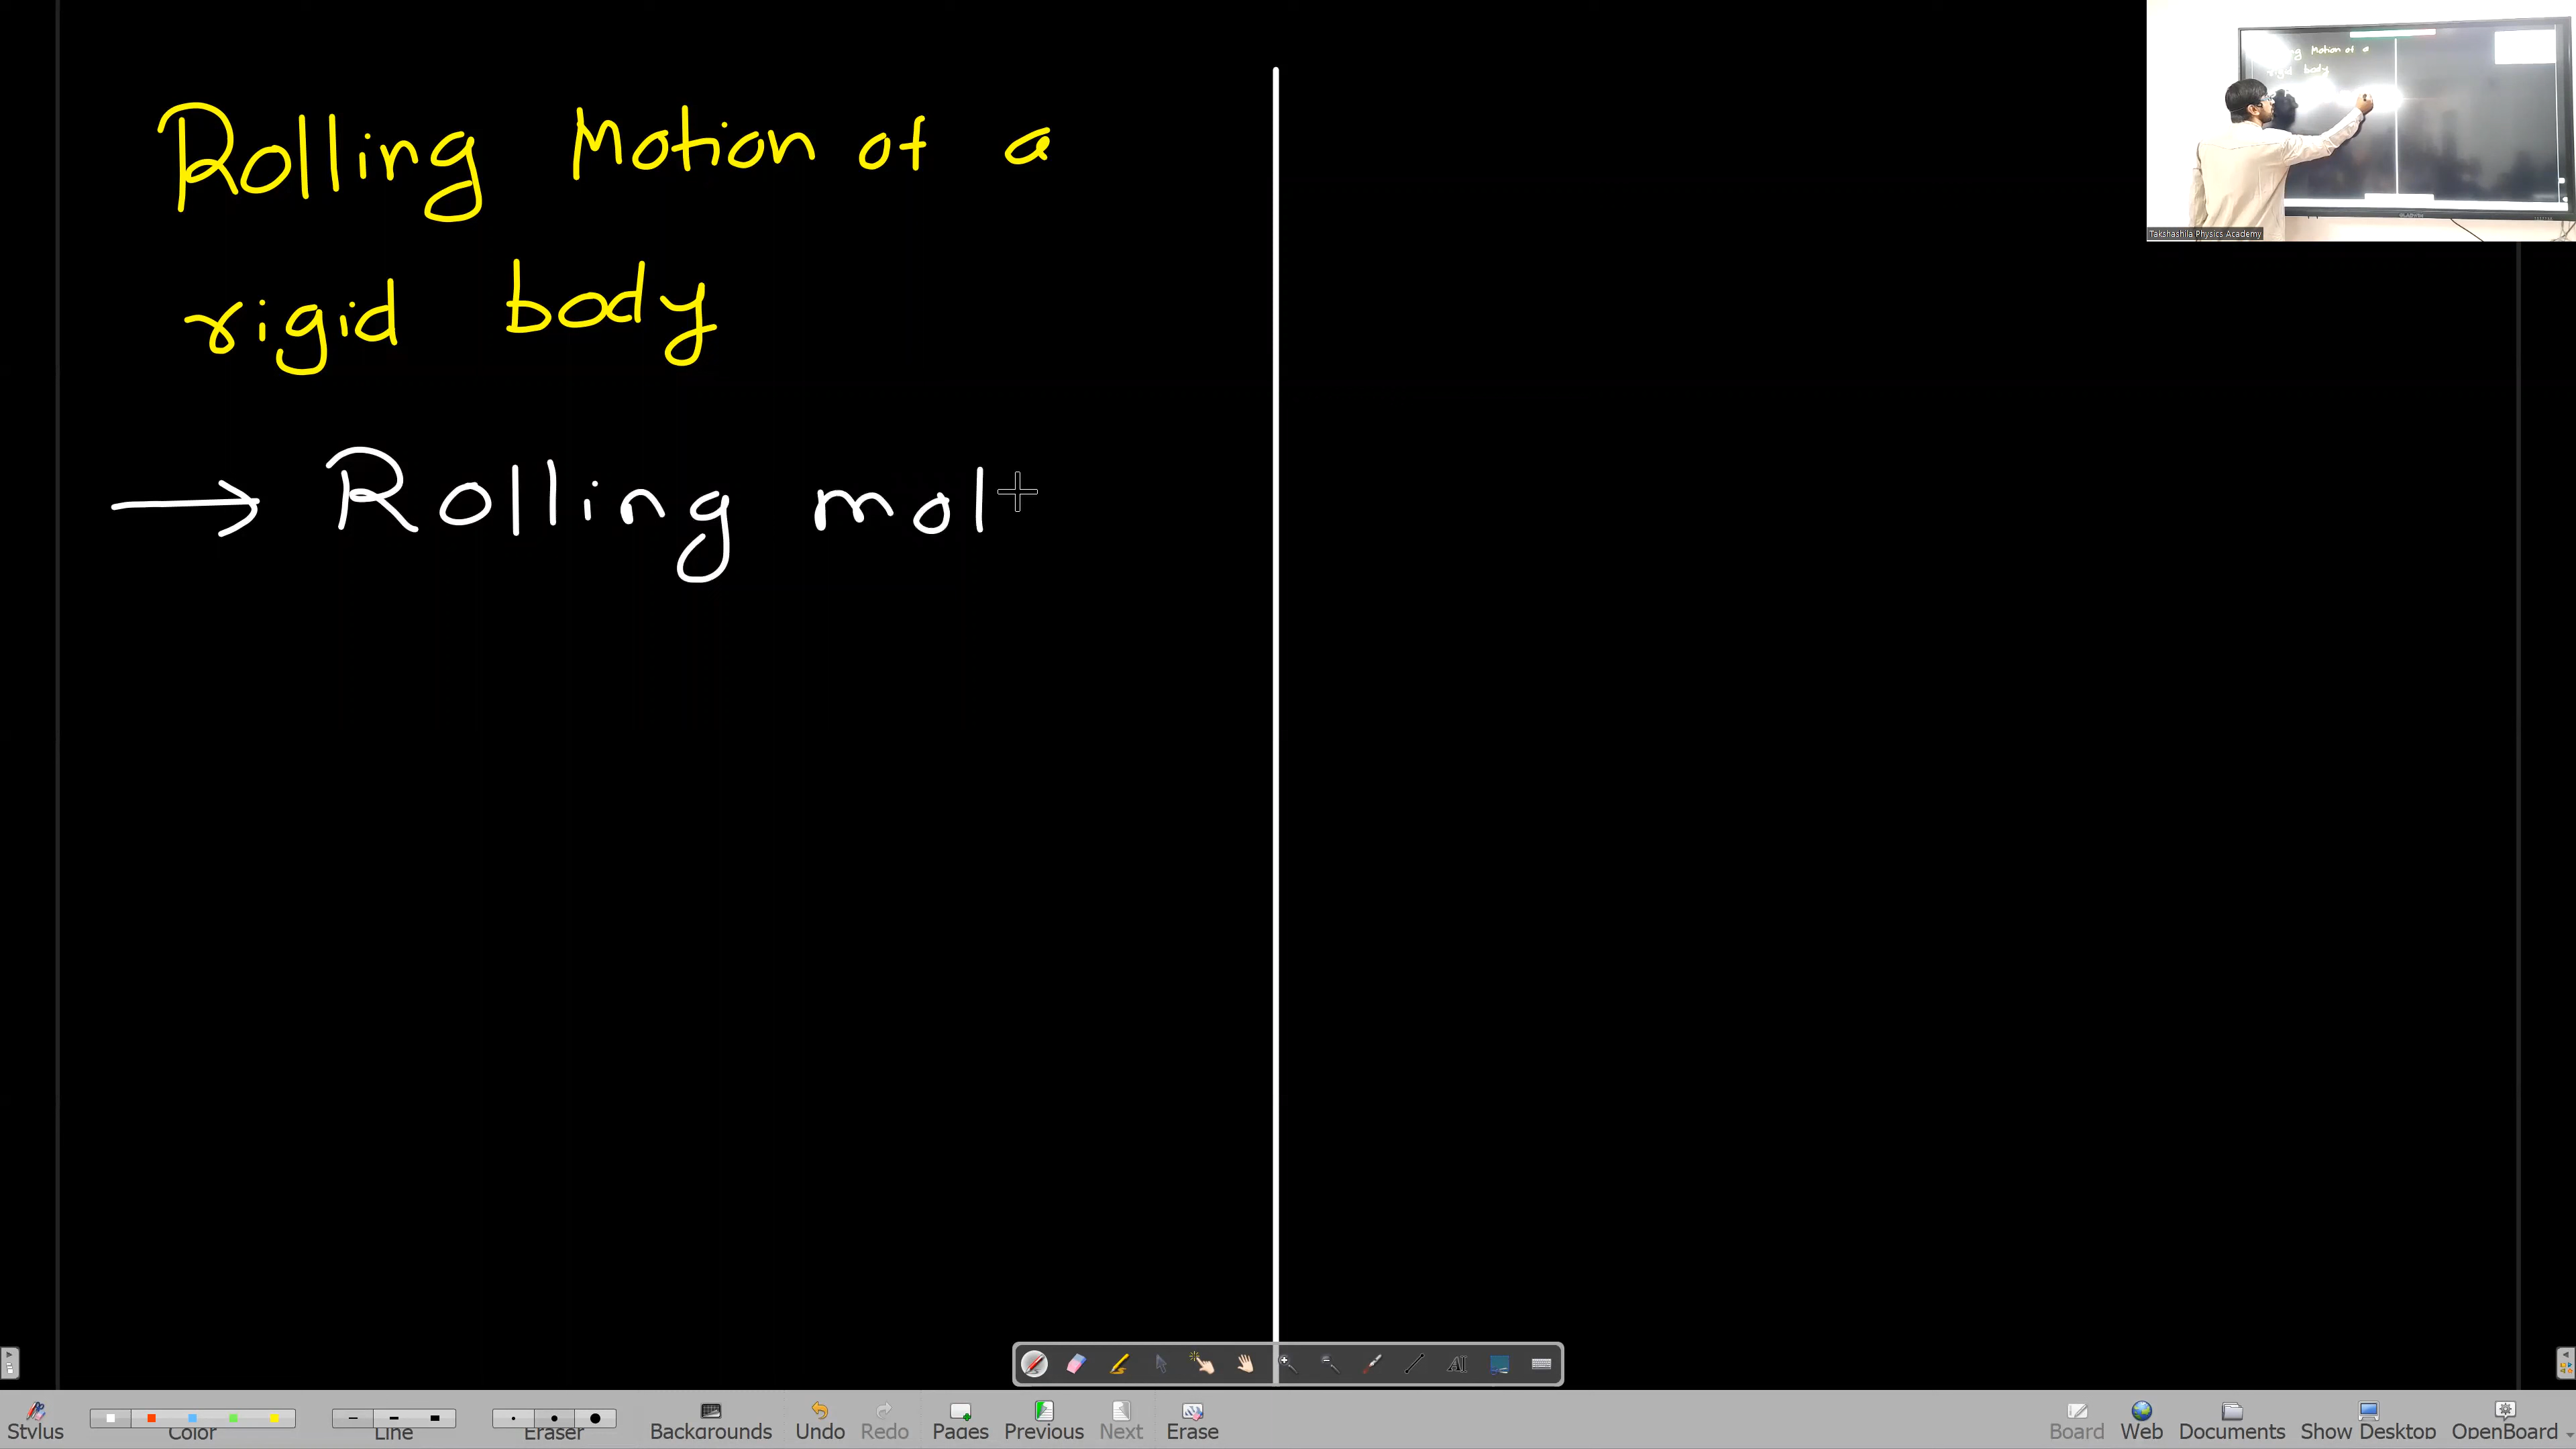 Rolling Motion of a
rigid body
→ Rolling mol
Takshashila Physics Academy
Stylus
Color
Line
Eraser
Backgrounds
Undo
Redo
Pages
Previous
Next
Erase
Board
Web
Documents
Show Desktop
OpenBoard